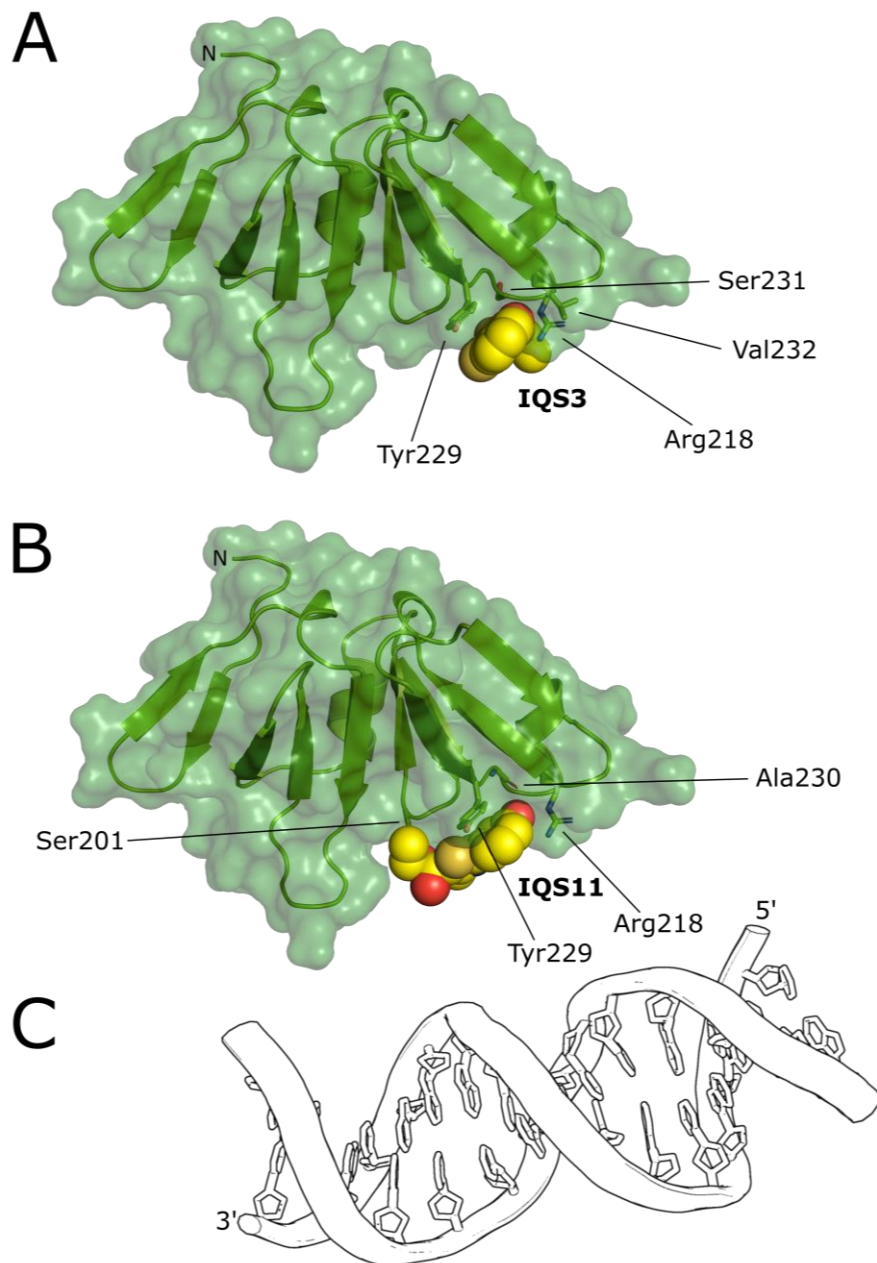 A
N
Ser231
Val232
IQS3
Arg218
Tyr229
B
N
Ala230
Ser201
IQS11
Arg218
Tyr229
5'
C
3'